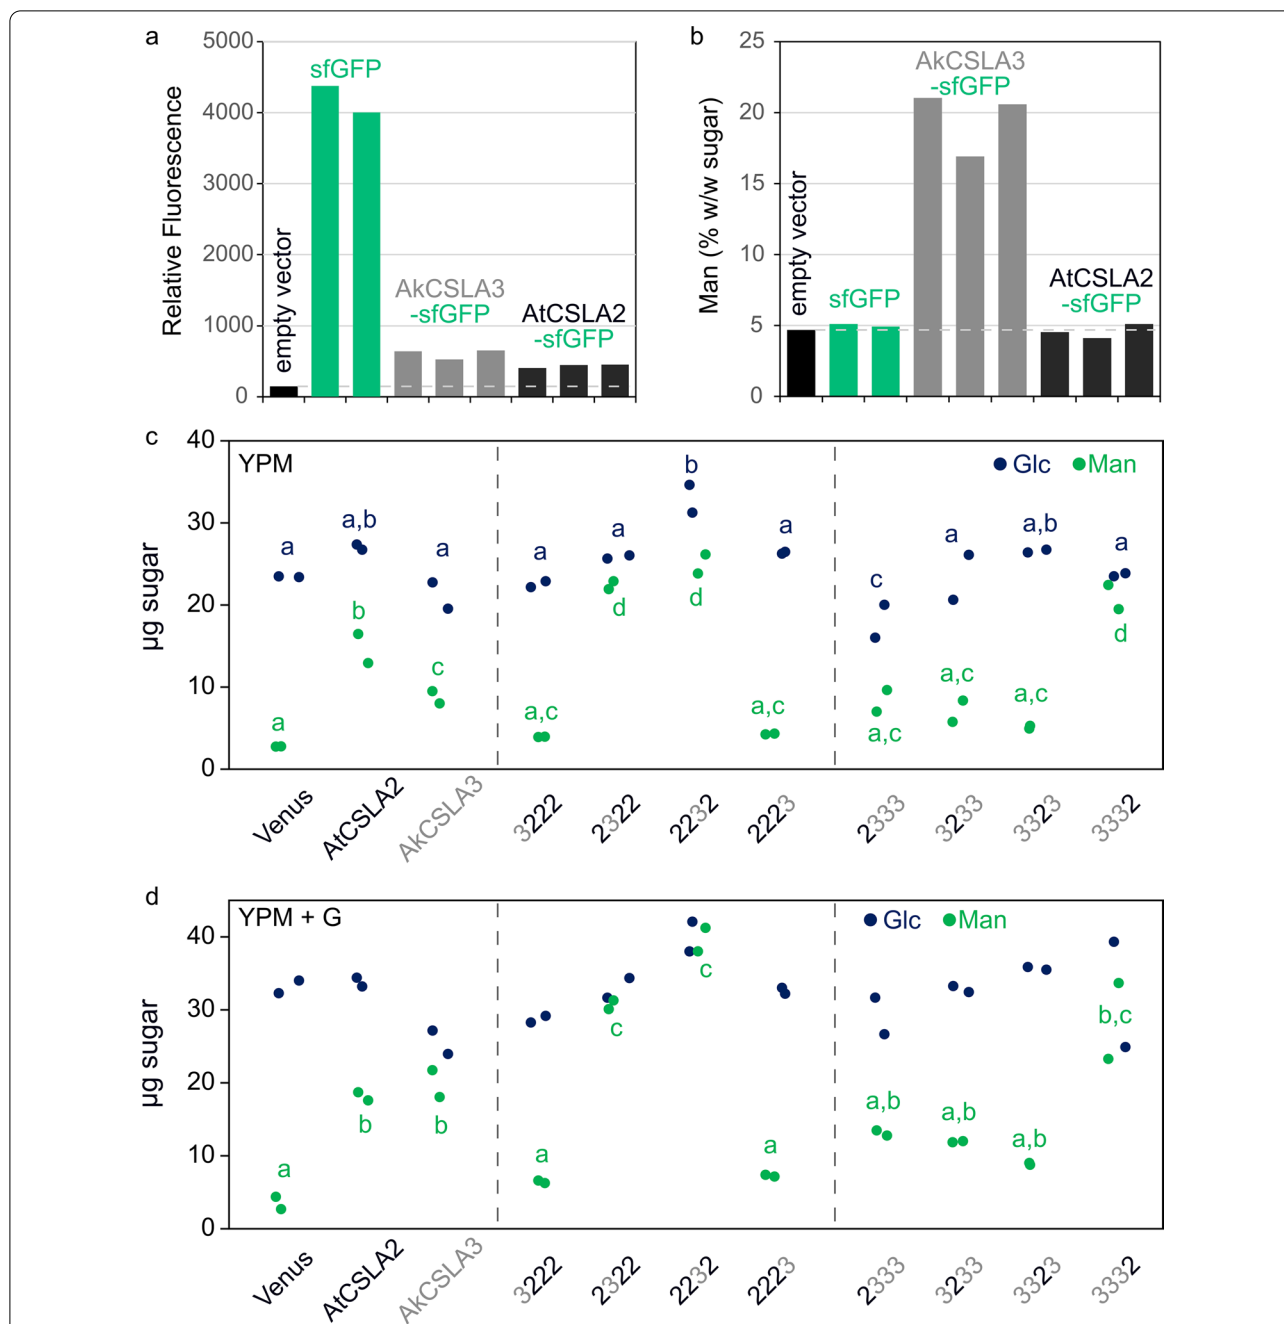 a
5000
4000
3000
2000
1000
0
Relative Fluorescence
empty vector
sfGFP
AkCSLA3
-sfGFP
AtCSLA2
-sfGFP
b
25
20
15
10
5
0
Man (% w/w sugar)
empty vector
sfGFP
AkCSLA3
-sfGFP
AtCSLA2
-sfGFP
c
YPM
Glc Man
40
30
20
10
0
µg sugar
a a,b a a a b a c a a,b a
a b c a,c d d a,c a,c a,c a,c d
Venus AtCSLA2 AkCSLA3 3222 2322 2232 2223 2333 3233 3323 3332
d
YPM + G
Glc Man
40
30
20
10
0
µg sugar
a b b a c c a a,b a,b a,b b,c
Venus AtCSLA2 AkCSLA3 3222 2322 2232 2223 2333 3233 3323 3332